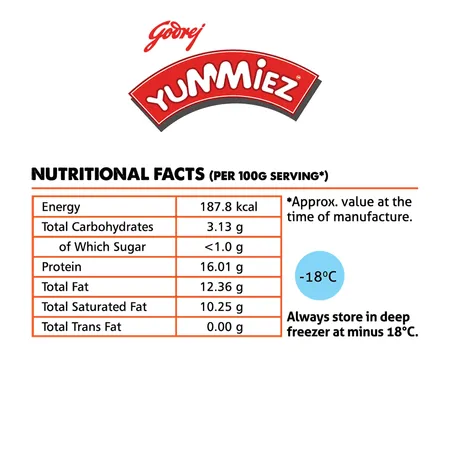 Godrej
YUMMiEZ®
NUTRITIONAL FACTS (PER 100G SERVING*)
Energy 187.8 kcal
Total Carbohydrates 3.13 g
of Which Sugar <1.0 g
Protein 16.01 g
Total Fat 12.36 g
Total Saturated Fat 10.25 g
Total Trans Fat 0.00 g
*Approx. value at the
time of manufacture.
-18°C
Always store in deep
freezer at minus 18°C.